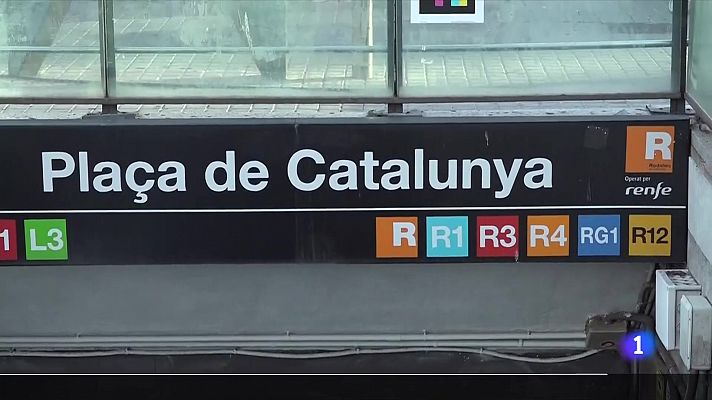 Plaça de Catalunya
R
Rodalies
Operat per
renfe
1 L3 R R1 R3 R4 RG1 R12
1